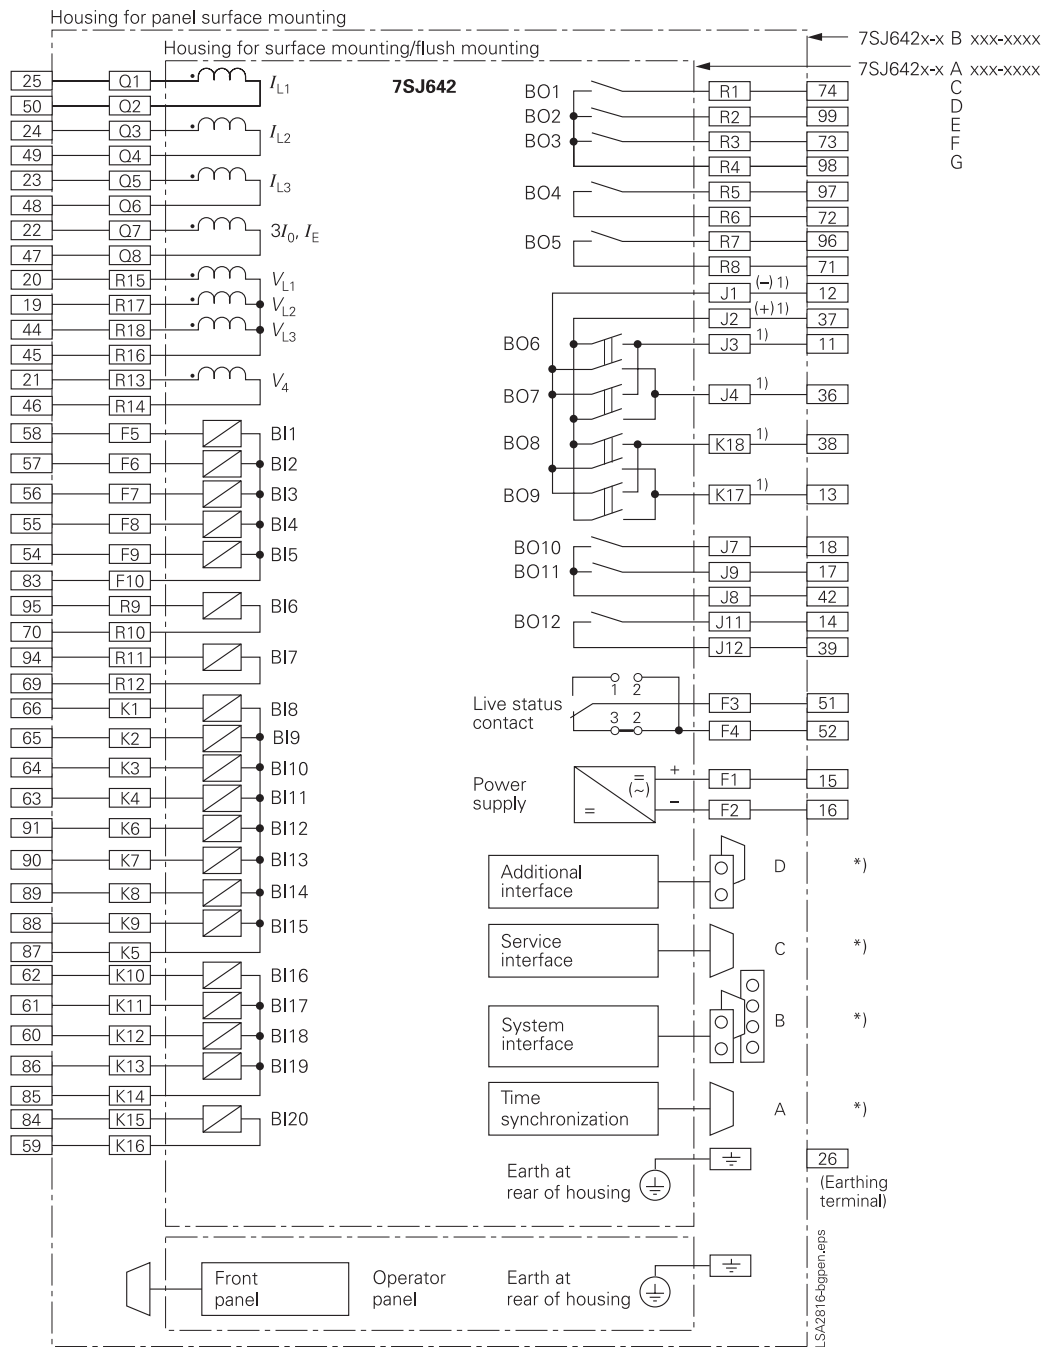 Housing for panel surface mounting
Housing for surface mounting/flush mounting
7SJ642x-x B xxx-xxxx
7SJ642x-x A xxx-xxxx
C
D
E
F
G
7SJ642
25 Q1 IL1
50 Q2
24 Q3 IL2
49 Q4
23 Q5 IL3
48 Q6
22 Q7 3I0, IE
47 Q8
20 R15 VL1
19 R17 VL2
44 R18 VL3
45 R16
21 R13 V4
46 R14
58 F5 BI1
57 F6 BI2
56 F7 BI3
55 F8 BI4
54 F9 BI5
83 F10
95 R9 BI6
70 R10
94 R11 BI7
69 R12
66 K1 BI8
65 K2 BI9
64 K3 BI10
63 K4 BI11
91 K6 BI12
90 K7 BI13
89 K8 BI14
88 K9 BI15
87 K5
62 K10 BI16
61 K11 BI17
60 K12 BI18
86 K13 BI19
85 K14
84 K15 BI20
59 K16
BO1 R1 74
BO2 R2 99
BO3 R3 73
R4 98
BO4 R5 97
R6 72
BO5 R7 96
R8 71
J1 (–) 1) 12
J2 (+) 1) 37
BO6 J3 1) 11
BO7 J4 1) 36
BO8 K18 1) 38
BO9 K17 1) 13
BO10 J7 18
BO11 J9 17
J8 42
BO12 J11 14
J12 39
1 2
Live status
contact
F3 51
3 2
F4 52
Power
supply
= (~)
=
+ F1 15
– F2 16
Additional
interface
D *)
Service
interface
C *)
System
interface
B *)
Time
synchronization
A *)
Earth at
rear of housing
26
(Earthing
terminal)
Front
panel
Operator
panel
Earth at
rear of housing
LSA2816-bgpen.eps